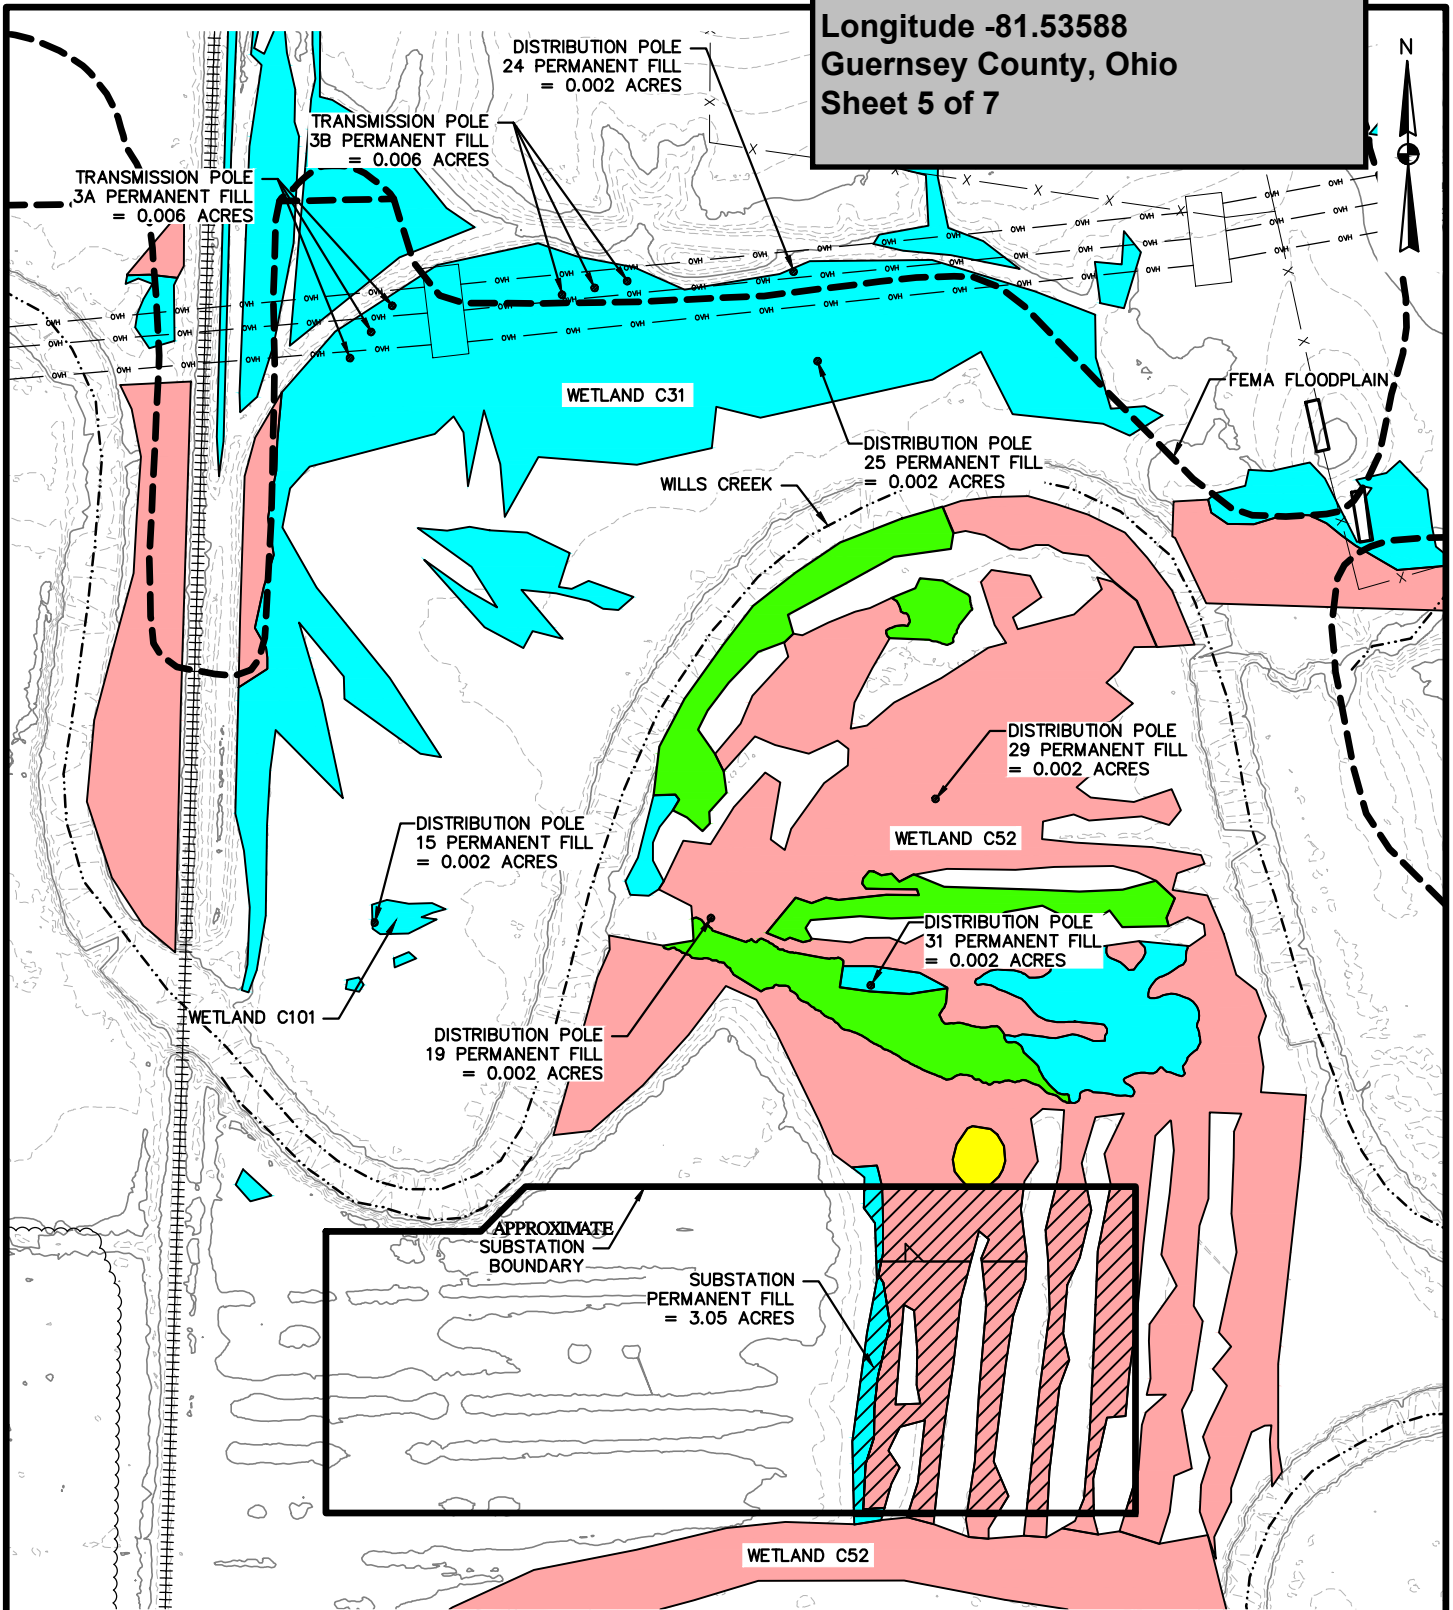 Longitude -81.53588
Guernsey County, Ohio
Sheet 5 of 7
N
DISTRIBUTION POLE
24 PERMANENT FILL
= 0.002 ACRES
TRANSMISSION POLE
3B PERMANENT FILL
= 0.006 ACRES
TRANSMISSION POLE
3A PERMANENT FILL
= 0.006 ACRES
WETLAND C31
FEMA FLOODPLAIN
DISTRIBUTION POLE
25 PERMANENT FILL
= 0.002 ACRES
WILLS CREEK
DISTRIBUTION POLE
29 PERMANENT FILL
= 0.002 ACRES
DISTRIBUTION POLE
15 PERMANENT FILL
= 0.002 ACRES
WETLAND C52
DISTRIBUTION POLE
31 PERMANENT FILL
= 0.002 ACRES
WETLAND C101
DISTRIBUTION POLE
19 PERMANENT FILL
= 0.002 ACRES
APPROXIMATE
SUBSTATION
BOUNDARY
SUBSTATION
PERMANENT FILL
= 3.05 ACRES
WETLAND C52